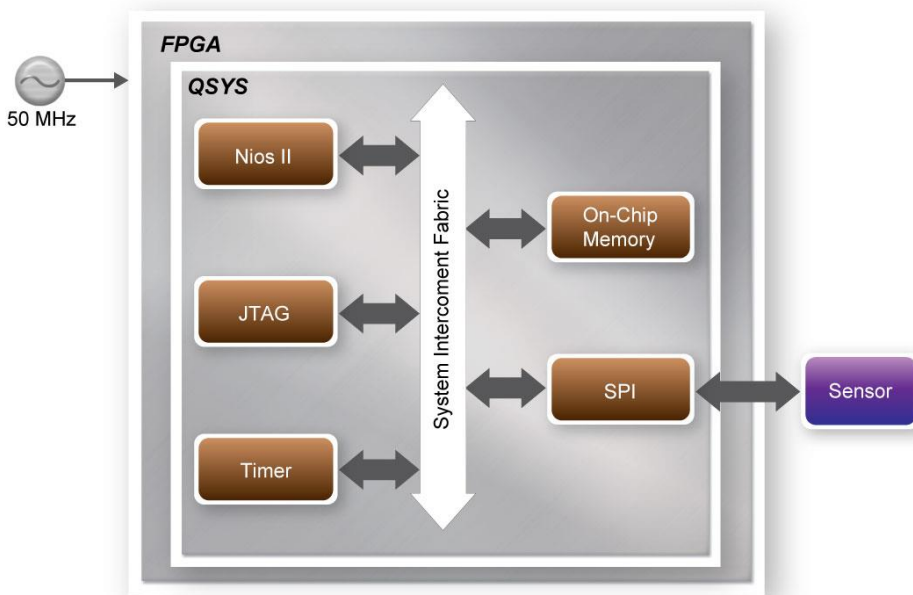 FPGA
QSYS
50 MHz
Nios II
On-Chip
Memory
System Intercoment Fabric
JTAG
SPI
Sensor
Timer